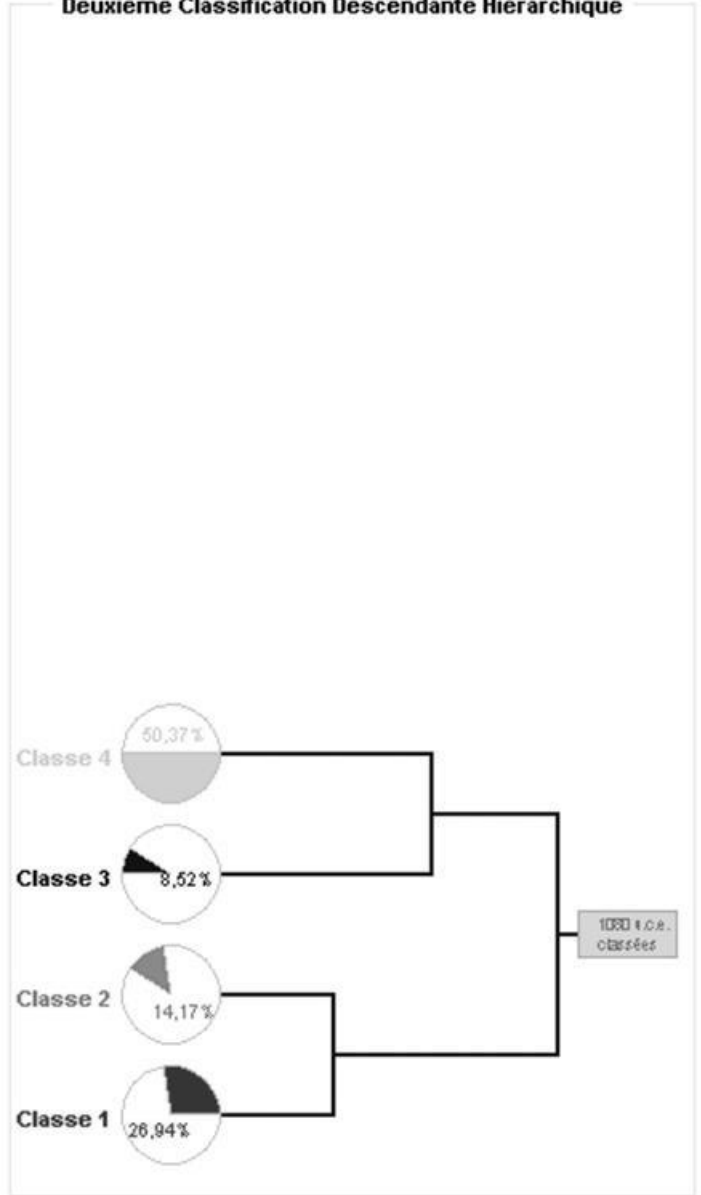 Deuxième Classification Descendante Hiérarchique
Classe 4
50,37%
Classe 3
8,52%
Classe 2
14,17%
Classe 1
26,94%
1080 u.c.e.
classées